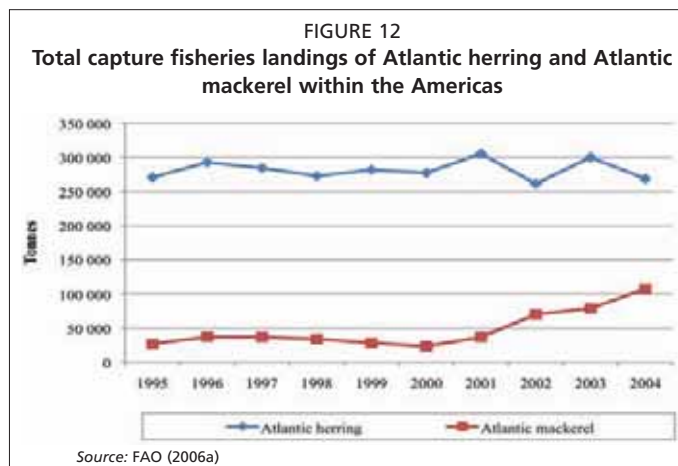 FIGURE 12
Total capture fisheries landings of Atlantic herring and Atlantic
mackerel within the Americas
Tonnes
350 000
300 000
250 000
200 000
150 000
100 000
50 000
0
1995 1996 1997 1998 1999 2000 2001 2002 2003 2004
Atlantic herring Atlantic mackerel
Source: FAO (2006a)